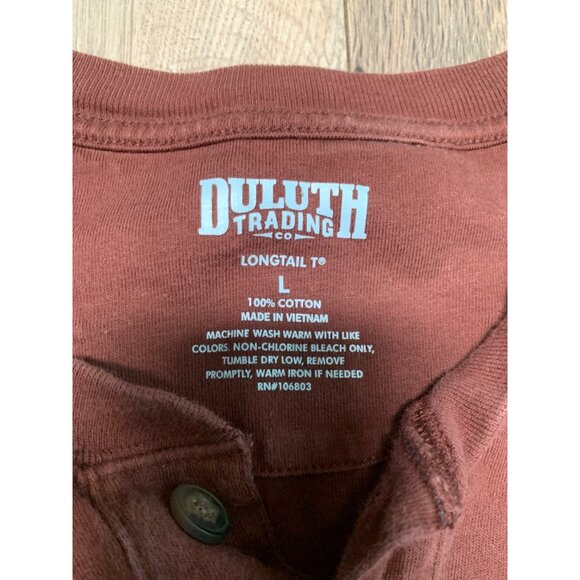 DULUTH
TRADING
CO
LONGTAIL T®
L
100% COTTON
MADE IN VIETNAM
MACHINE WASH WARM WITH LIKE
COLORS. NON-CHLORINE BLEACH ONLY,
TUMBLE DRY LOW, REMOVE
PROMPTLY, WARM IRON IF NEEDED
RN#106803